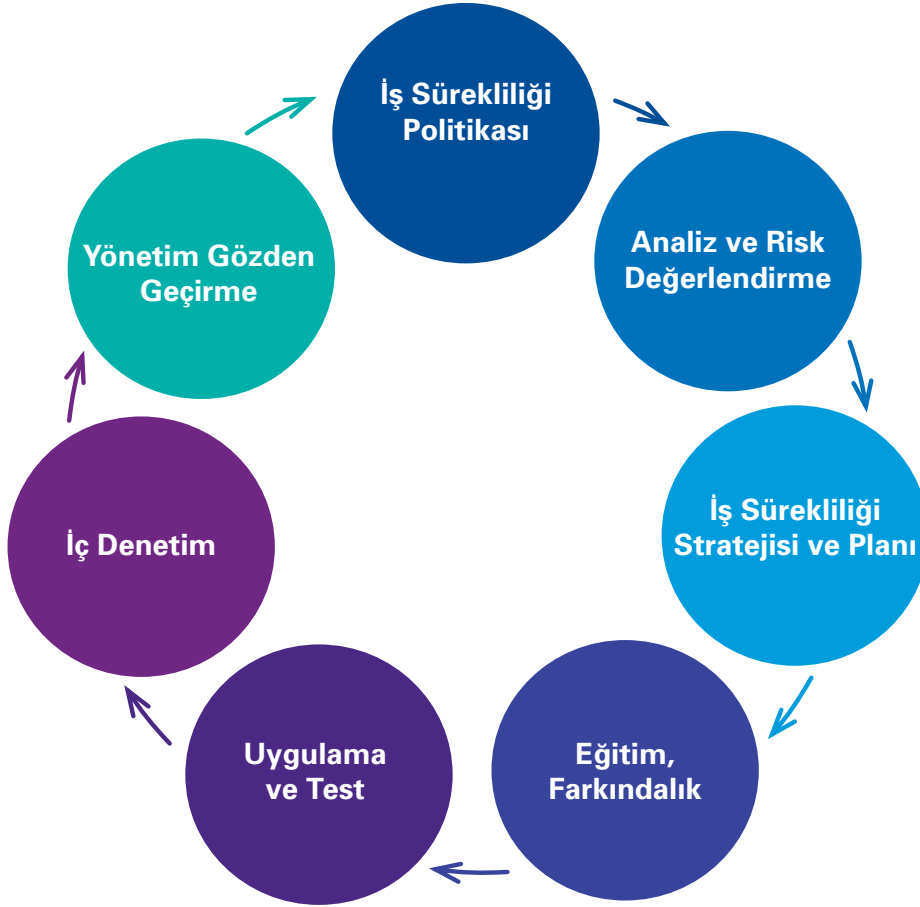 İş Sürekliliği
Politikası
Analiz ve Risk
Değerlendirme
İş Sürekliliği
Stratejisi ve Planı
Eğitim,
Farkındalık
Uygulama
ve Test
İç Denetim
Yönetim Gözden
Geçirme